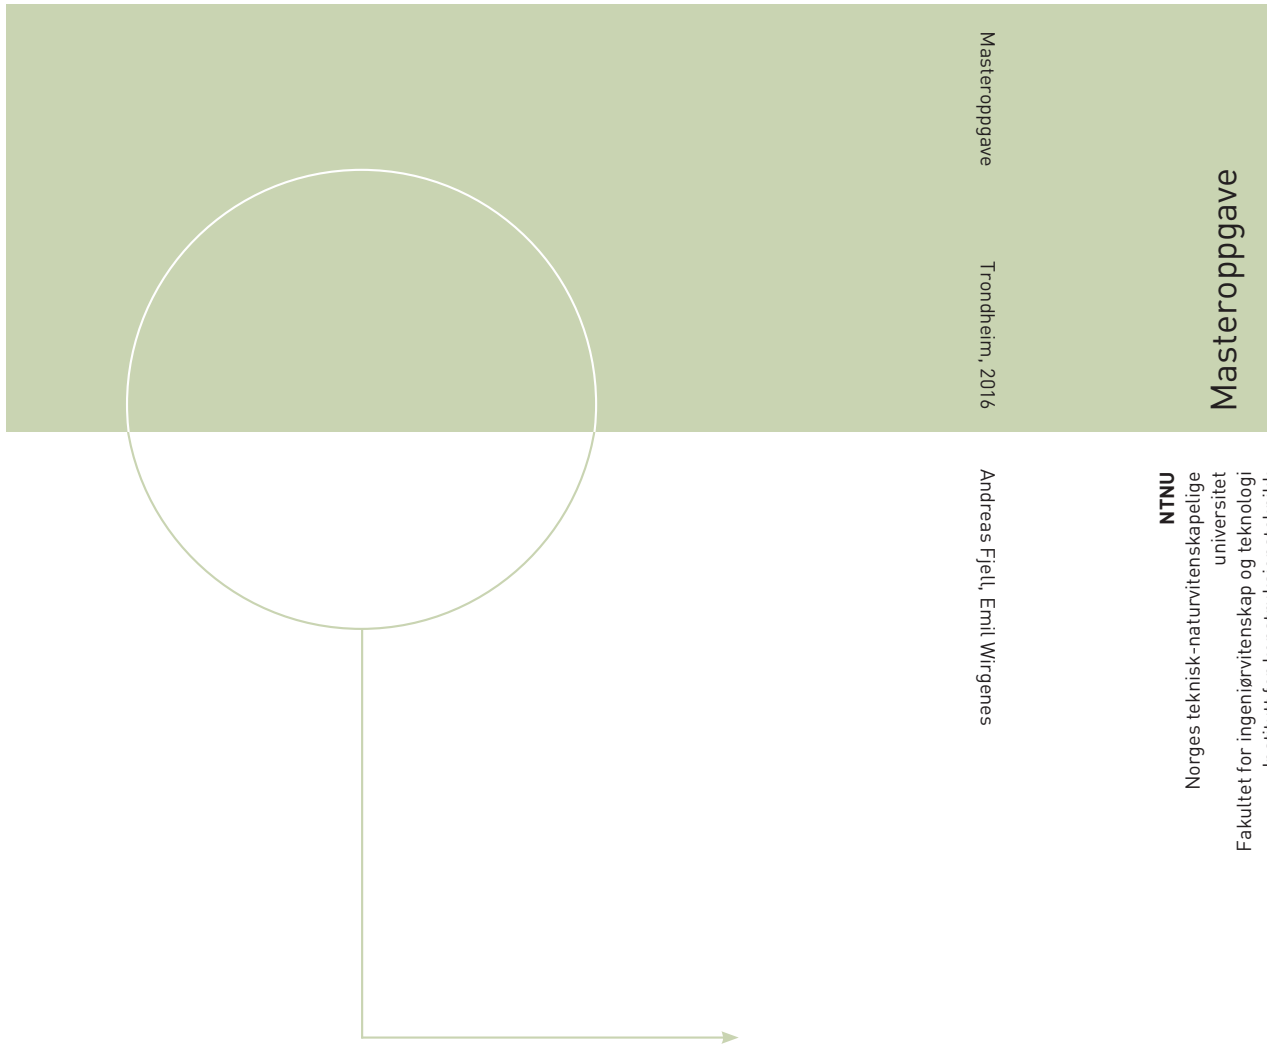 Masteroppgave
Trondheim, 2016
Andreas Fjell, Emil Wirgenes
Masteroppgave
NTNU
Norges teknisk-naturvitenskapelige
universitet
Fakultet for ingeniørvitenskap og teknologi